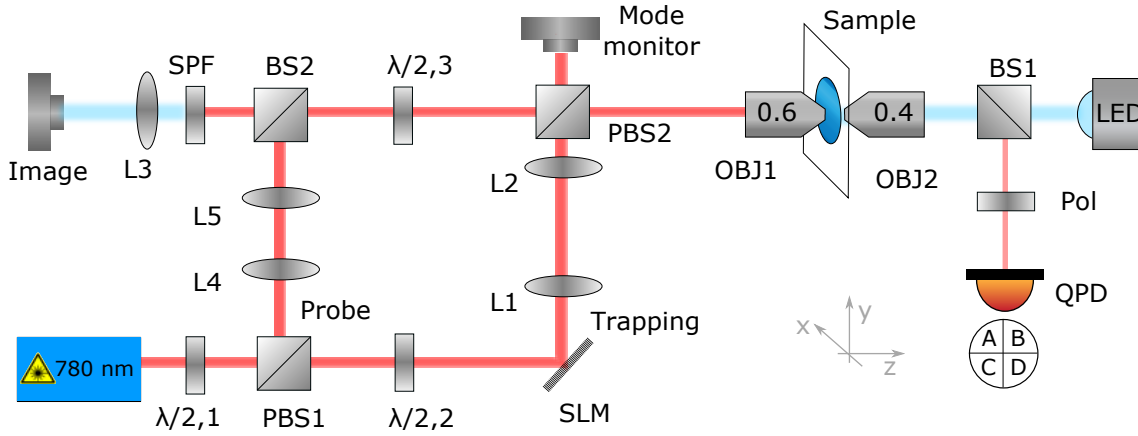 Mode
monitor
Sample
SPF
BS2
λ/2,3
BS1
0.6
0.4
LED
PBS2
Image
L3
OBJ1
OBJ2
L2
L5
Pol
L4
L1
Probe
Trapping
QPD
x
y
z
A B
C D
780 nm
λ/2,1
PBS1
λ/2,2
SLM